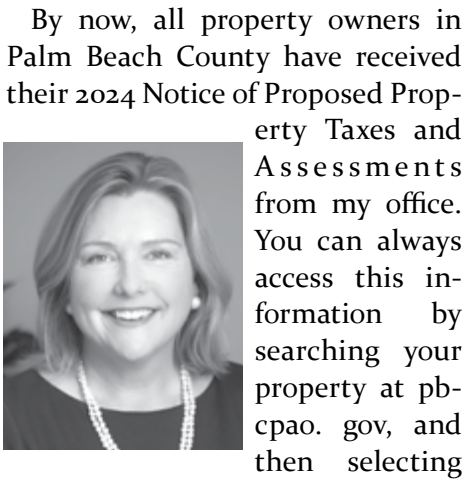 By now, all property owners in
Palm Beach County have received
their 2024 Notice of Proposed Prop-
erty Taxes and
Assessments
from my office.
You can always
access this in-
formation by
searching your
property at pb-
cpao. gov, and
then selecting